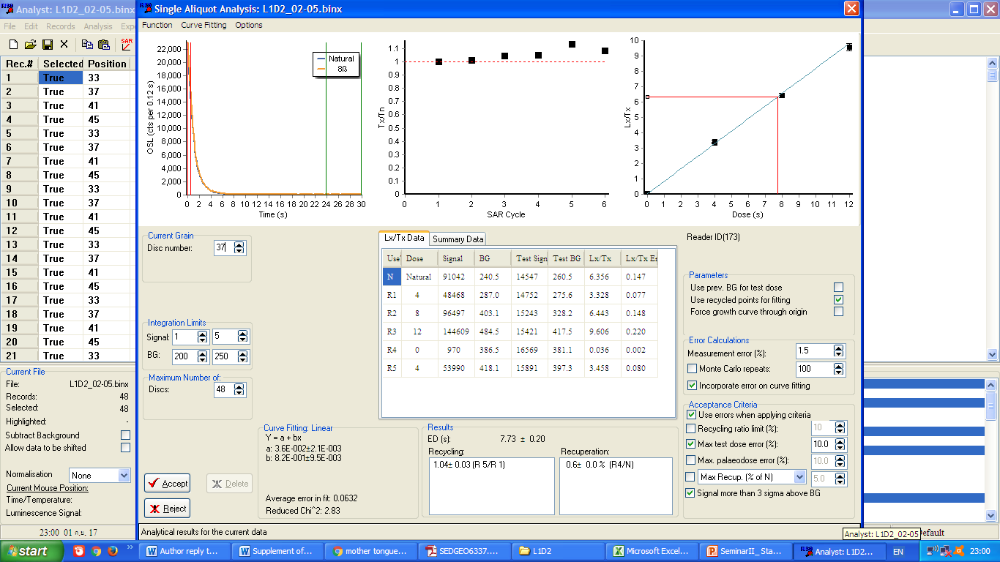 Analyst: L1D2_02-05.binx
File Edit Records Analysis
SAR
Rec.# Selected Position
1 True 33
2 True 37
3 True 41
4 True 45
5 True 33
6 True 37
7 True 41
8 True 45
9 True 33
10 True 37
11 True 41
12 True 45
13 True 33
14 True 37
15 True 41
16 True 45
17 True 33
18 True 37
19 True 41
20 True 45
21 True 33
Current File
File: L1D2_02-05.binx
Records: 48
Selected: 48
Highlighted: -
Subtract Background
Allow data to be shifted
Normalisation None
Current Mouse Position:
Time/Temperature:
Luminescence Signal:
23:00 01 ก.ย. 17
Single Aliquot Analysis: L1D2_02-05.binx
Function Curve Fitting Options
22,000
20,000
18,000
16,000
14,000
12,000
10,000
8,000
6,000
4,000
2,000
0
OSL (cts per 0.12 s)
Natural
8ß
0 2 4 6 8 10 12 14 16 18 20 22 24 26 28 30
Time (s)
1.1
1
0.9
0.8
0.7
0.6
0.5
0.4
0.3
0.2
0.1
0
Tx/Tn
0 1 2 3 4 5 6
SAR Cycle
10
9
8
7
6
5
4
3
2
1
0
Lx/Tx
0 1 2 3 4 5 6 7 8 9 10 11 12
Dose (s)
Current Grain
Disc number: 37
Integration Limits
Signal: 1 5
BG: 200 250
Maximum Number of:
Discs: 48
Accept
Delete
Reject
Lx/Tx Data Summary Data
Use? Dose Signal BG Test Sign Test BG Lx/Tx Lx/Tx Er
N Natural 91042 240.5 14547 260.5 6.356 0.147
R1 4 48468 287.0 14752 275.6 3.328 0.077
R2 8 96497 403.1 15243 328.2 6.443 0.148
R3 12 144609 484.5 15421 417.5 9.606 0.220
R4 0 970 386.5 16569 381.1 0.036 0.002
R5 4 53990 418.1 15891 397.3 3.458 0.080
Curve Fitting: Linear
Y = a + bx
a: 3.6E-002±2.1E-003
b: 8.2E-001±9.5E-003
Average error in fit: 0.0632
Reduced Chi^2: 2.83
Results
ED (s): 7.73 ± 0.20
Recycling:
1.04± 0.03 (R 5/R 1)
Recuperation:
0.6± 0.0 % (R4/N)
Reader ID(173)
Parameters
Use prev. BG for test dose
Use recycled points for fitting
Force growth curve through origin
Error Calculations
Measurement error (%): 1.5
Monte Carlo repeats: 100
Incorporate error on curve fitting
Acceptance Criteria
Use errors when applying criteria
Recycling ratio limit (%): 10
Max test dose error (%): 10.0
Max. palaeodose error (%): 10.0
Max Recup. (% of N) 5.0
Signal more than 3 sigma above BG
Analytical results for the current data
Analyst: L1D2_02-05
start
Author reply t...
Supplement of...
mother tongue...
SEDGEO6337....
L1D2
Microsoft Excel...
SeminarII_ Sta...
Analyst: L1D2...
EN
23:00